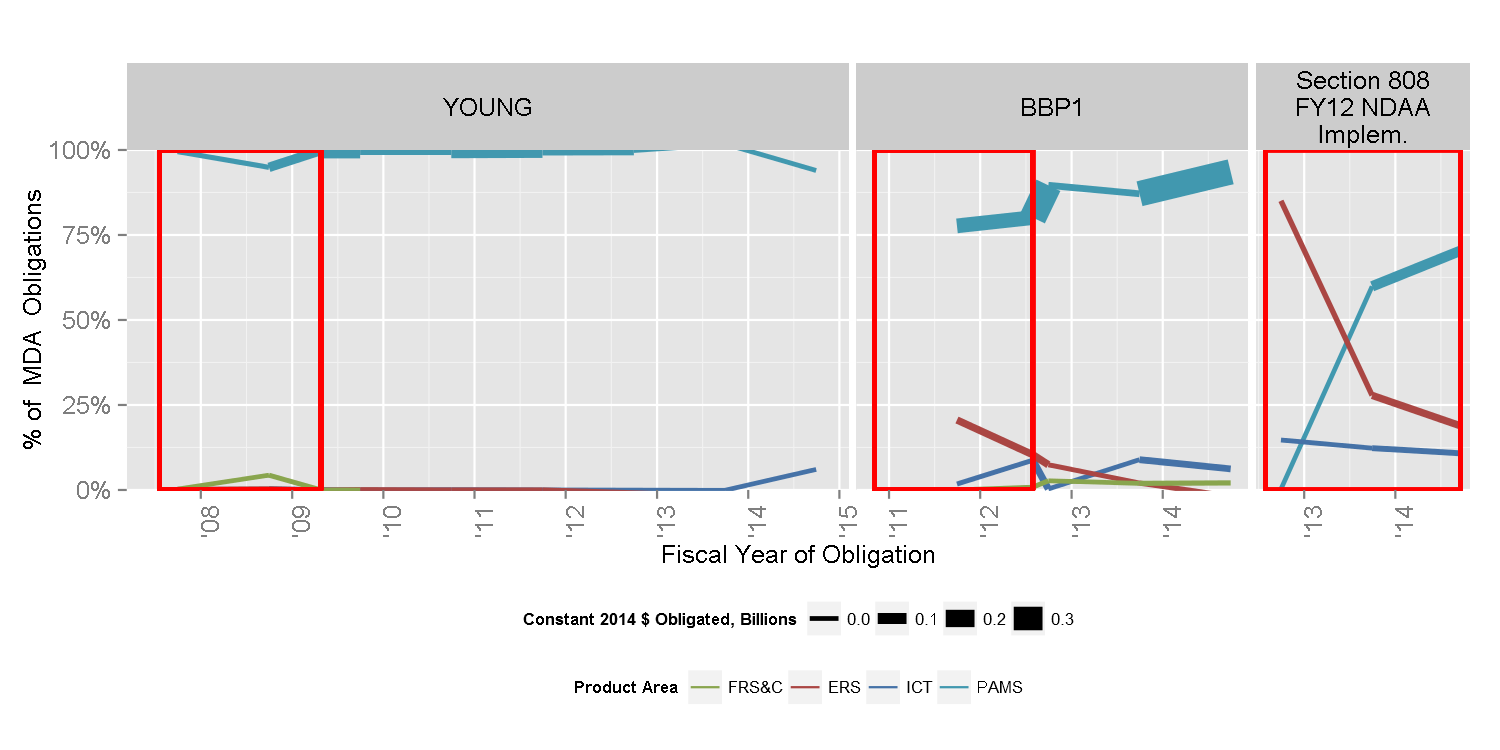 YOUNG
BBP1
Section 808
FY12 NDAA
Implem.
% of MDA Obligations
100%
75%
50%
25%
0%
'08 '09 '10 '11 '12 '13 '14 '15
'11 '12 '13 '14
'13 '14
Fiscal Year of Obligation
Constant 2014 $ Obligated, Billions 0.0 0.1 0.2 0.3
Product Area FRS&C ERS ICT PAMS